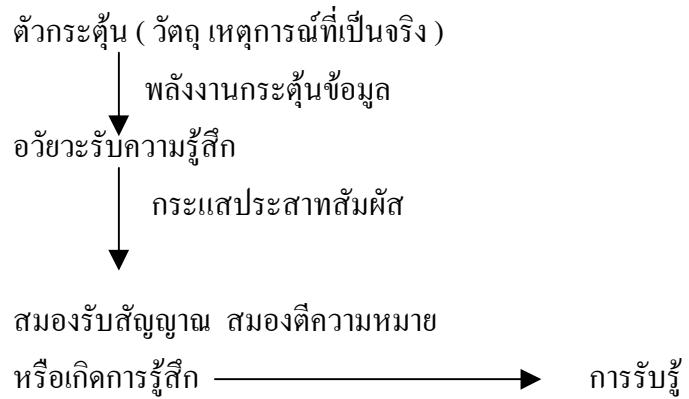 ตัวกระตุ้น ( วัตถุ เหตุการณ์ที่เป็นจริง )
พลังงานกระตุ้นข้อมูล
อวัยวะรับความรู้สึก
กระแสประสาทสัมผัส
สมองรับสัญญาณ สมองตีความหมาย
หรือเกิดการรู้สึก การรับรู้